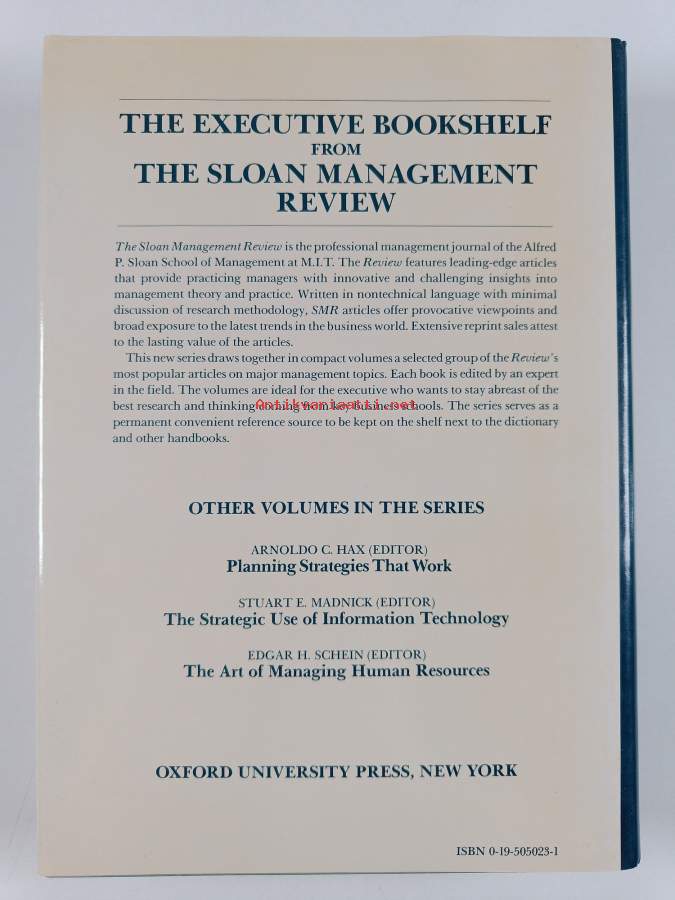 THE EXECUTIVE BOOKSHELF
FROM
THE SLOAN MANAGEMENT
REVIEW
The Sloan Management Review is the professional management journal of the Alfred
P. Sloan School of Management at M.I.T. The Review features leading-edge articles
that provide practicing managers with innovative and challenging insights into
management theory and practice. Written in nontechnical language with minimal
discussion of research methodology, SMR articles offer provocative viewpoints and
broad exposure to the latest trends in the business world. Extensive reprint sales attest
to the lasting value of the articles.
This new series draws together in compact volumes a selected group of the Review's
most popular articles on major management topics. Each book is edited by an expert
in the field. The volumes are ideal for the executive who wants to stay abreast of the
best research and thinking coming from key business schools. The series serves as a
Antikvariaatti.net
permanent convenient reference source to be kept on the shelf next to the dictionary
and other handbooks.
OTHER VOLUMES IN THE SERIES
ARNOLDO C. HAX (EDITOR)
Planning Strategies That Work
STUART E. MADNICK (EDITOR)
The Strategic Use of Information Technology
EDGAR H. SCHEIN (EDITOR)
The Art of Managing Human Resources
OXFORD UNIVERSITY PRESS, NEW YORK
ISBN 0-19-505023-1